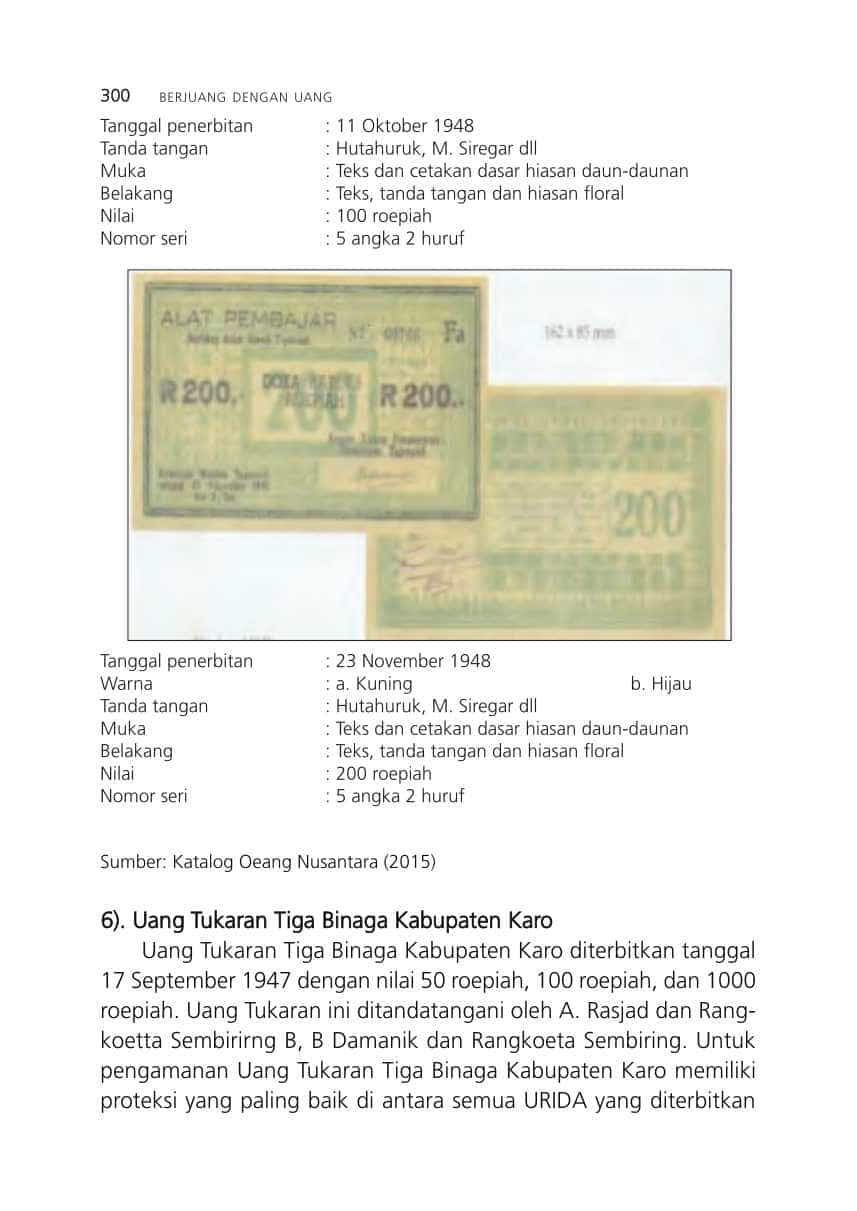 300 BERJUANG DENGAN UANG
Tanggal penerbitan : 11 Oktober 1948
Tanda tangan : Hutahuruk, M. Siregar dll
Muka : Teks dan cetakan dasar hiasan daun-daunan
Belakang : Teks, tanda tangan dan hiasan floral
Nilai : 100 roepiah
Nomor seri : 5 angka 2 huruf
ALAT PEMBAJAR
Fa
162 x 85 mm
R 200.- 200 R 200.-
200
Tanggal penerbitan : 23 November 1948
Warna : a. Kuning b. Hijau
Tanda tangan : Hutahuruk, M. Siregar dll
Muka : Teks dan cetakan dasar hiasan daun-daunan
Belakang : Teks, tanda tangan dan hiasan floral
Nilai : 200 roepiah
Nomor seri : 5 angka 2 huruf
Sumber: Katalog Oeang Nusantara (2015)
6). Uang Tukaran Tiga Binaga Kabupaten Karo
Uang Tukaran Tiga Binaga Kabupaten Karo diterbitkan tanggal
17 September 1947 dengan nilai 50 roepiah, 100 roepiah, dan 1000
roepiah. Uang Tukaran ini ditandatangani oleh A. Rasjad dan Rang-
koetta Sembirirng B, B Damanik dan Rangkoeta Sembiring. Untuk
pengamanan Uang Tukaran Tiga Binaga Kabupaten Karo memiliki
proteksi yang paling baik di antara semua URIDA yang diterbitkan